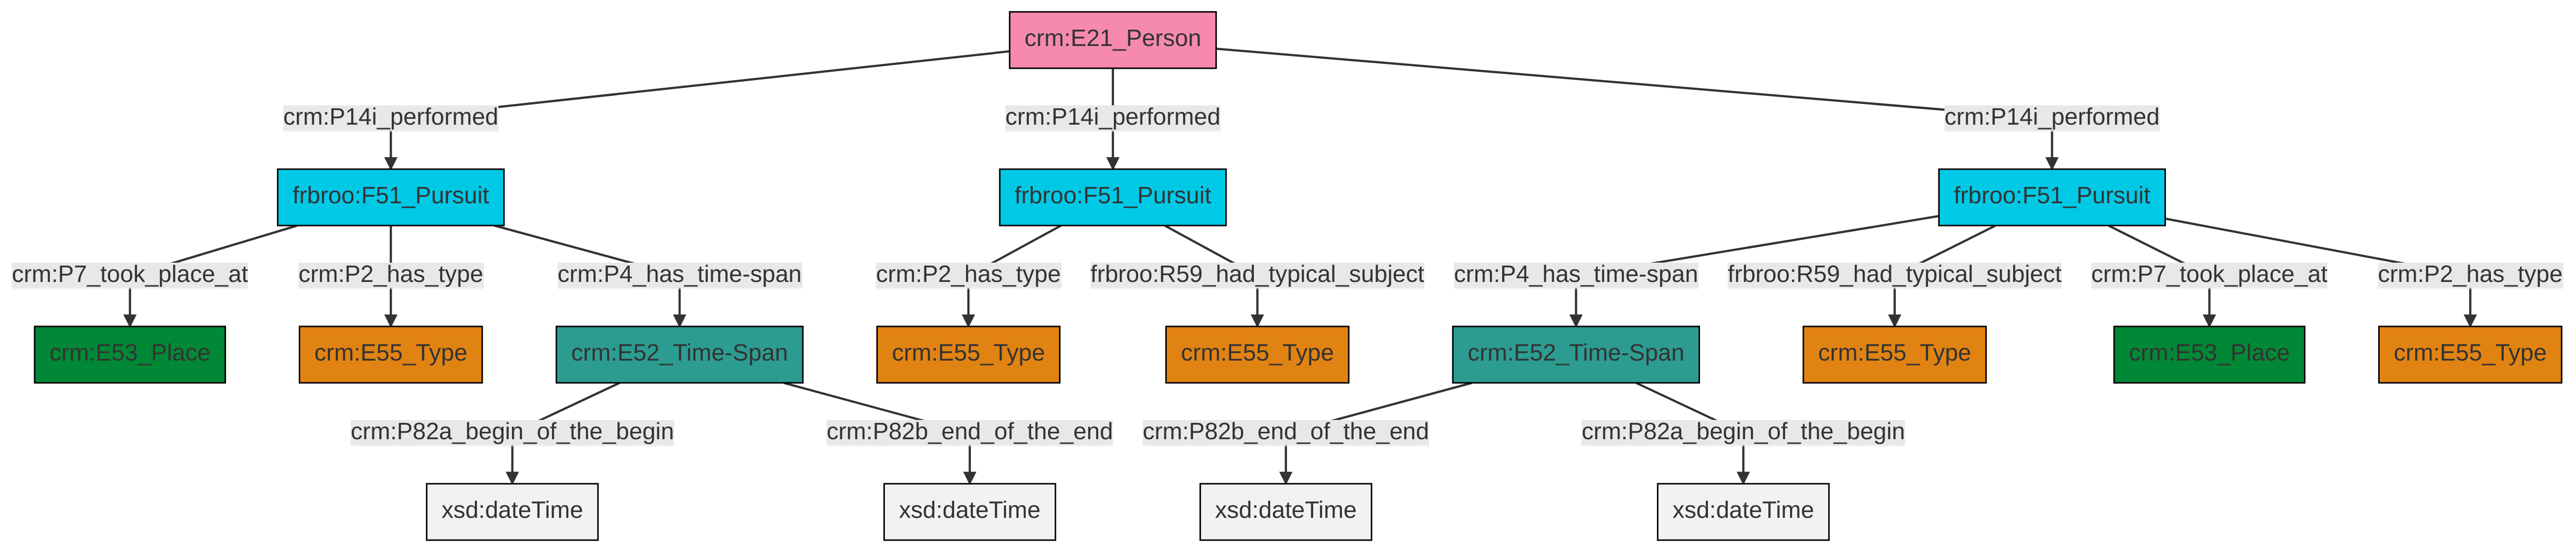 crm:E21_Person
crm:P14i_performed crm:P14i_performed crm:P14i_performed
frbroo:F51_Pursuit frbroo:F51_Pursuit frbroo:F51_Pursuit
crm:P7_took_place_at crm:P2_has_type crm:P4_has_time-span crm:P2_has_type frbroo:R59_had_typical_subject crm:P4_has_time-span frbroo:R59_had_typical_subject crm:P7_took_place_at crm:P2_has_type
crm:E53_Place crm:E55_Type crm:E52_Time-Span crm:E55_Type crm:E55_Type crm:E52_Time-Span crm:E55_Type crm:E53_Place crm:E55_Type
crm:P82a_begin_of_the_begin crm:P82b_end_of_the_end crm:P82b_end_of_the_end crm:P82a_begin_of_the_begin
xsd:dateTime xsd:dateTime xsd:dateTime xsd:dateTime